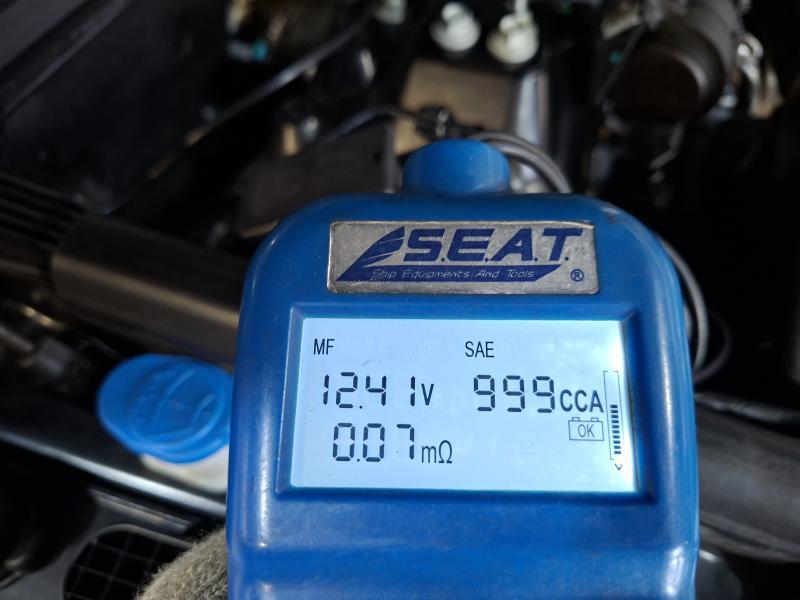 S.E.A.T.
Ship Equipments And Tools ®
MF SAE
12.41V 999CCA
OK
0.07mΩ